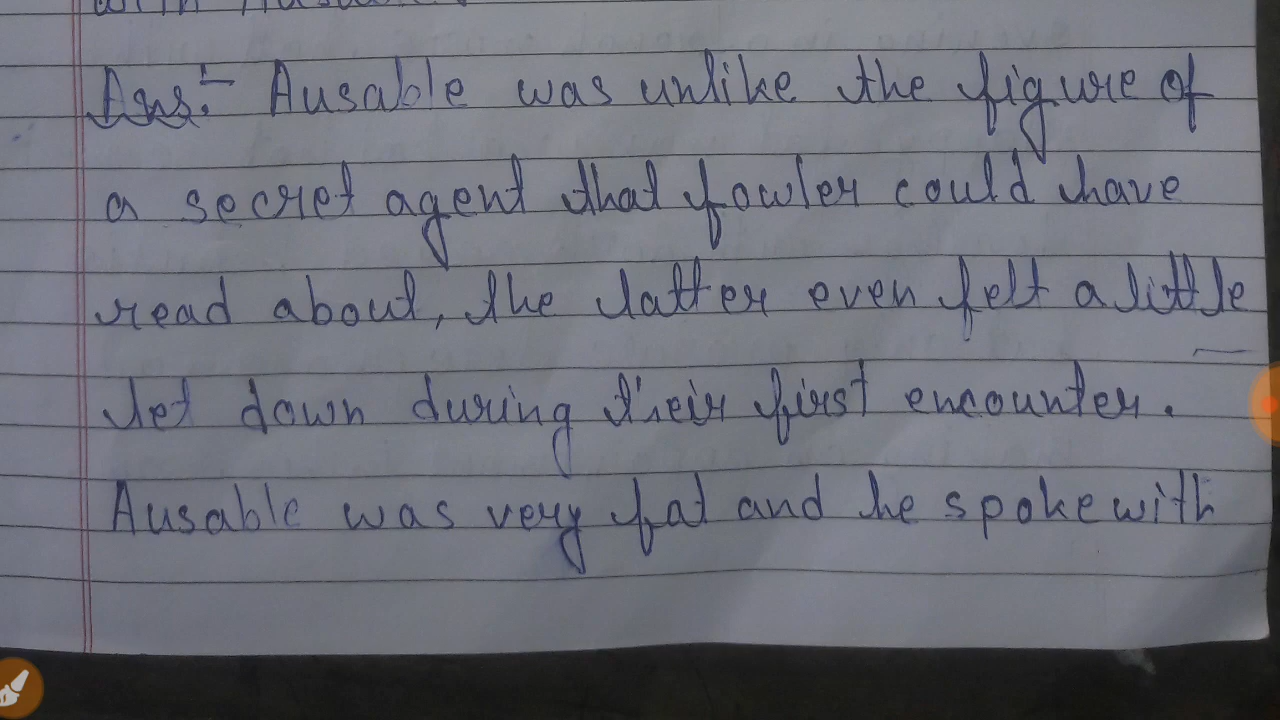 Ans:- Ausable was unlike the figure of
a secret agent that fowler could have
read about, the latter even felt a little
let down during their first encounter.
Ausable was very fat and he spoke with